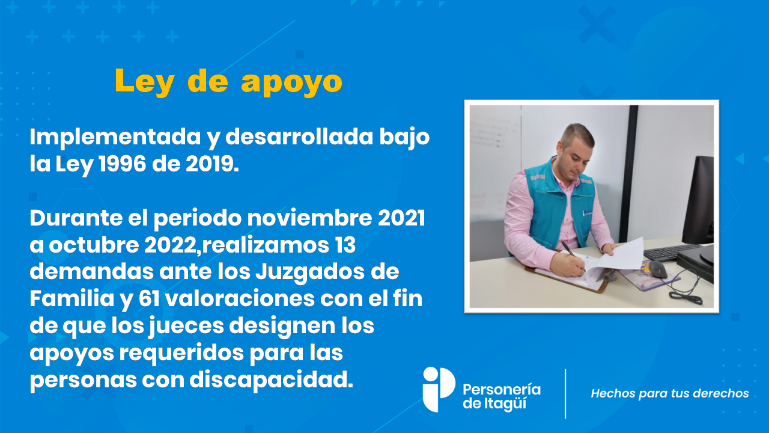 Ley de apoyo
Implementada y desarrollada bajo
la Ley 1996 de 2019.
Durante el periodo noviembre 2021
a octubre 2022,realizamos 13
demandas ante los Juzgados de
Familia y 61 valoraciones con el fin
de que los jueces designen los
apoyos requeridos para las
personas con discapacidad.
Personería
de Itagüí
Hechos para tus derechos